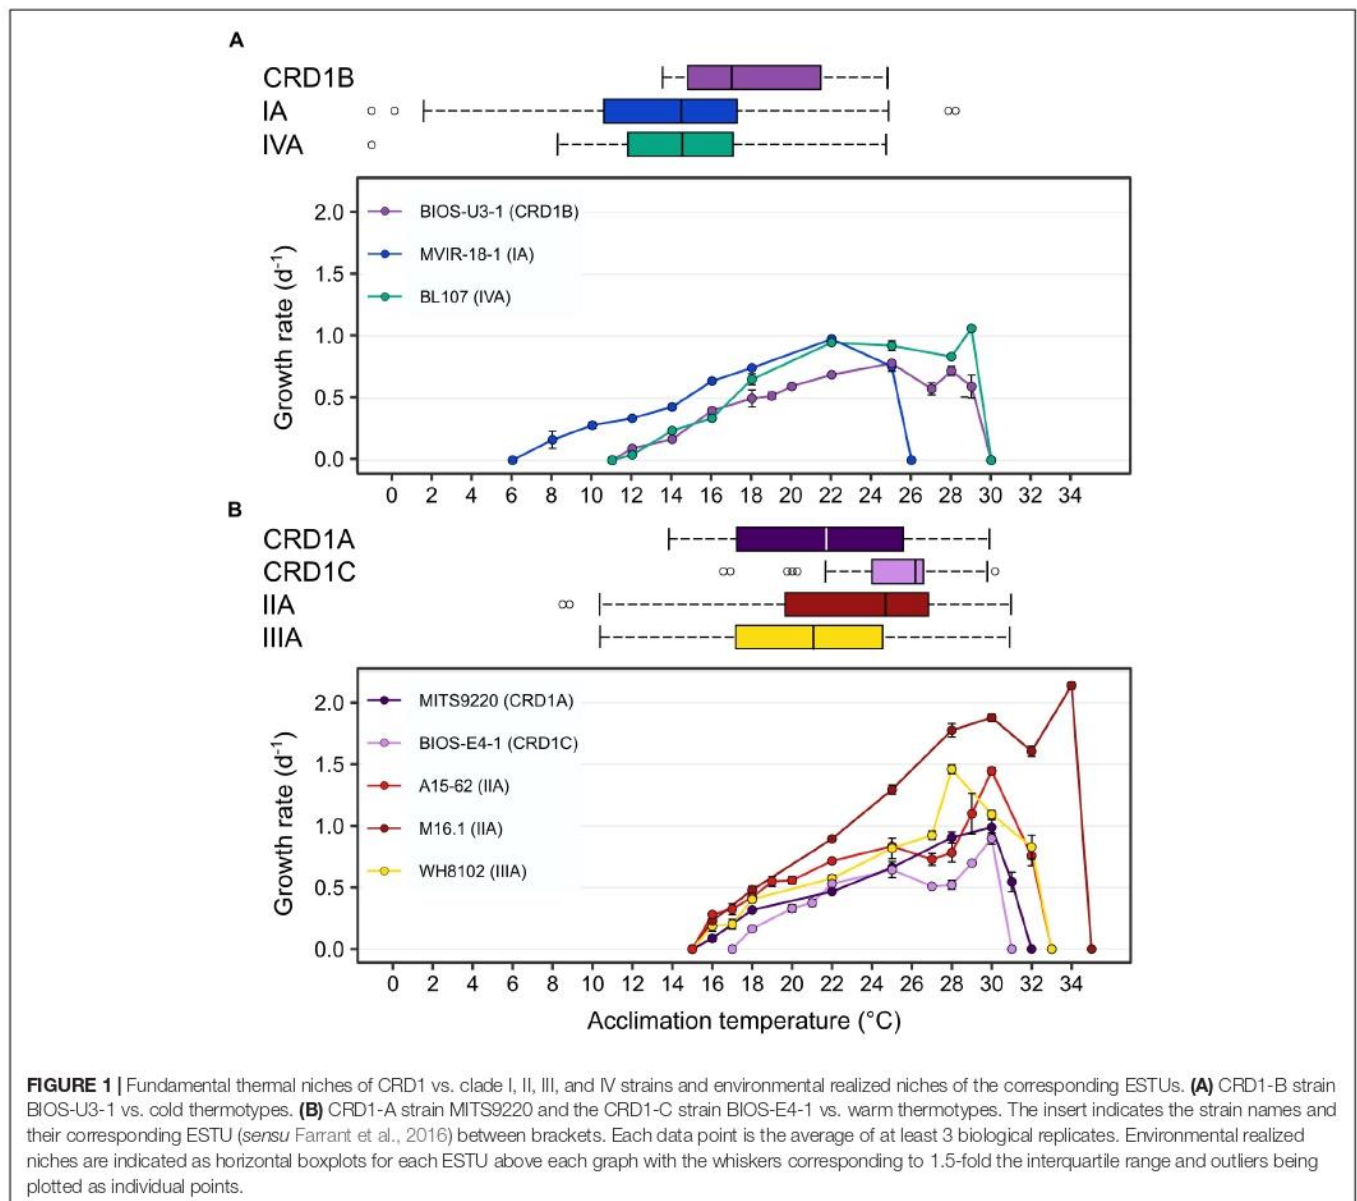 A
CRD1B
IA
IVA
BIOS-U3-1 (CRD1B)
MVIR-18-1 (IA)
BL107 (IVA)
Growth rate (d-1)
2.0
1.5
1.0
0.5
0.0
0 2 4 6 8 10 12 14 16 18 20 22 24 26 28 30 32 34
B
CRD1A
CRD1C
IIA
IIIA
MITS9220 (CRD1A)
BIOS-E4-1 (CRD1C)
A15-62 (IIA)
M16.1 (IIA)
WH8102 (IIIA)
Growth rate (d-1)
2.0
1.5
1.0
0.5
0.0
0 2 4 6 8 10 12 14 16 18 20 22 24 26 28 30 32 34
Acclimation temperature (°C)
FIGURE 1 | Fundamental thermal niches of CRD1 vs. clade I, II, III, and IV strains and environmental realized niches of the corresponding ESTUs. (A) CRD1-B strain
BIOS-U3-1 vs. cold thermotypes. (B) CRD1-A strain MITS9220 and the CRD1-C strain BIOS-E4-1 vs. warm thermotypes. The insert indicates the strain names and
their corresponding ESTU (sensu Farrant et al., 2016) between brackets. Each data point is the average of at least 3 biological replicates. Environmental realized
niches are indicated as horizontal boxplots for each ESTU above each graph with the whiskers corresponding to 1.5-fold the interquartile range and outliers being
plotted as individual points.